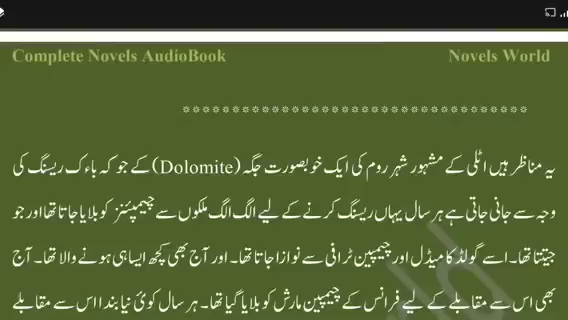 Complete Novels AudioBook Novels World
یہ مناظر ہیں اٹلی کے مشہور شہر روم کی ایک خوبصورت جگہ (Dolomite) کے جو کہ باءک ریسنگ کی
وجہ سے جانی جاتی ہے ہر سال یہاں ریسنگ کرنے کے لیے الگ الگ ملکوں سے چیمپئنز کو بلایا جاتا تھا اور جو
جیتتا تھا۔ اسے گولڈ کا میڈل اور چیمپین ٹرافی سے نوازا جاتا تھا۔ اور آج بھی کچھ ایسا ہی ہونے والا تھا۔ آج
بھی اس سے مقابلے کے لیے فرانس کے چیمپین مارش کو بلایا گیا تھا۔ ہر سال کوئ نیا بندا اس سے مقابلے